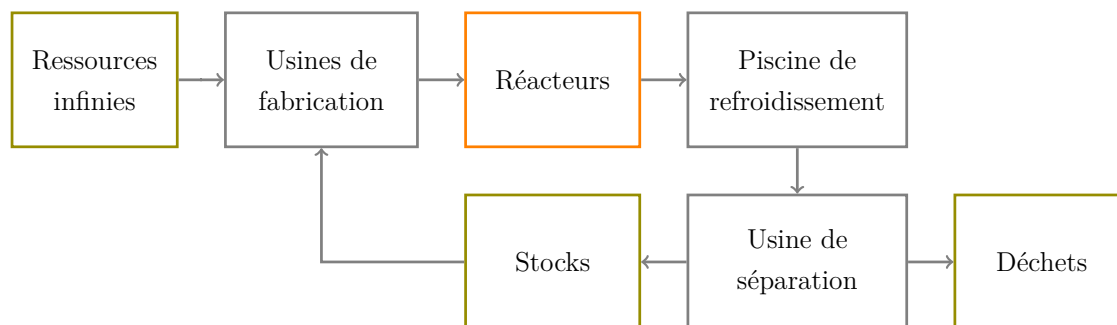 Ressources
infinies
Usines de
fabrication
Réacteurs
Piscine de
refroidissement
Stocks
Usine de
séparation
Déchets